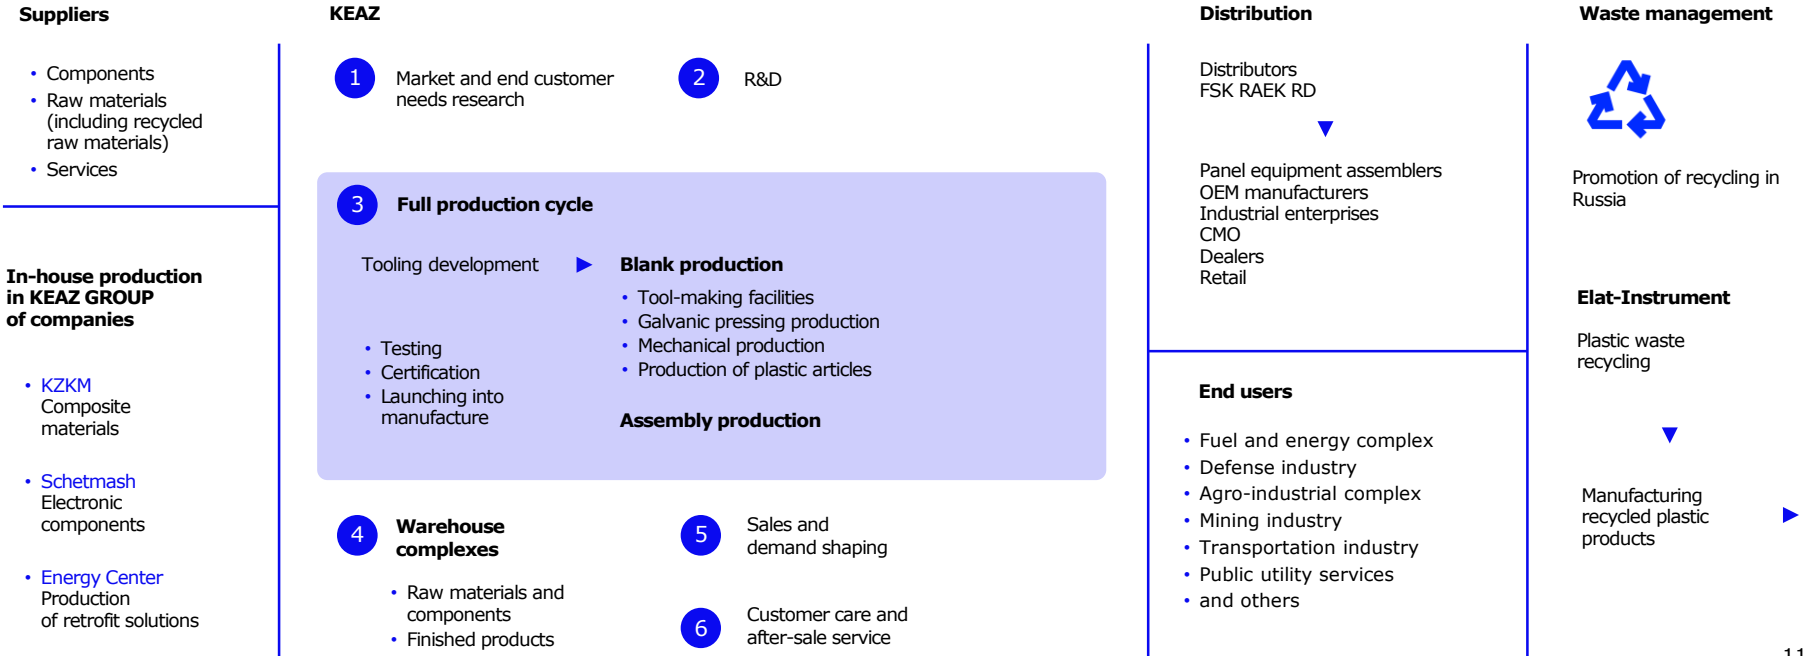 Suppliers
• Components
• Raw materials
(including recycled
raw materials)
• Services
In-house production
in KEAZ GROUP
of companies
• KZKM
Composite
materials
• Schetmash
Electronic
components
• Energy Center
Production
of retrofit solutions
KEAZ
1
Market and end customer
needs research
2
R&D
3
Full production cycle
Tooling development
• Testing
• Certification
• Launching into
manufacture
Blank production
• Tool-making facilities
• Galvanic pressing production
• Mechanical production
• Production of plastic articles
Assembly production
4
Warehouse
complexes
• Raw materials and
components
• Finished products
5
Sales and
demand shaping
6
Customer care and
after-sale service
Distribution
Distributors
FSK RAEK RD
Panel equipment assemblers
OEM manufacturers
Industrial enterprises
CMO
Dealers
Retail
End users
• Fuel and energy complex
• Defense industry
• Agro-industrial complex
• Mining industry
• Transportation industry
• Public utility services
• and others
Waste management
Promotion of recycling in
Russia
Elat-Instrument
Plastic waste
recycling
Manufacturing
recycled plastic
products
11